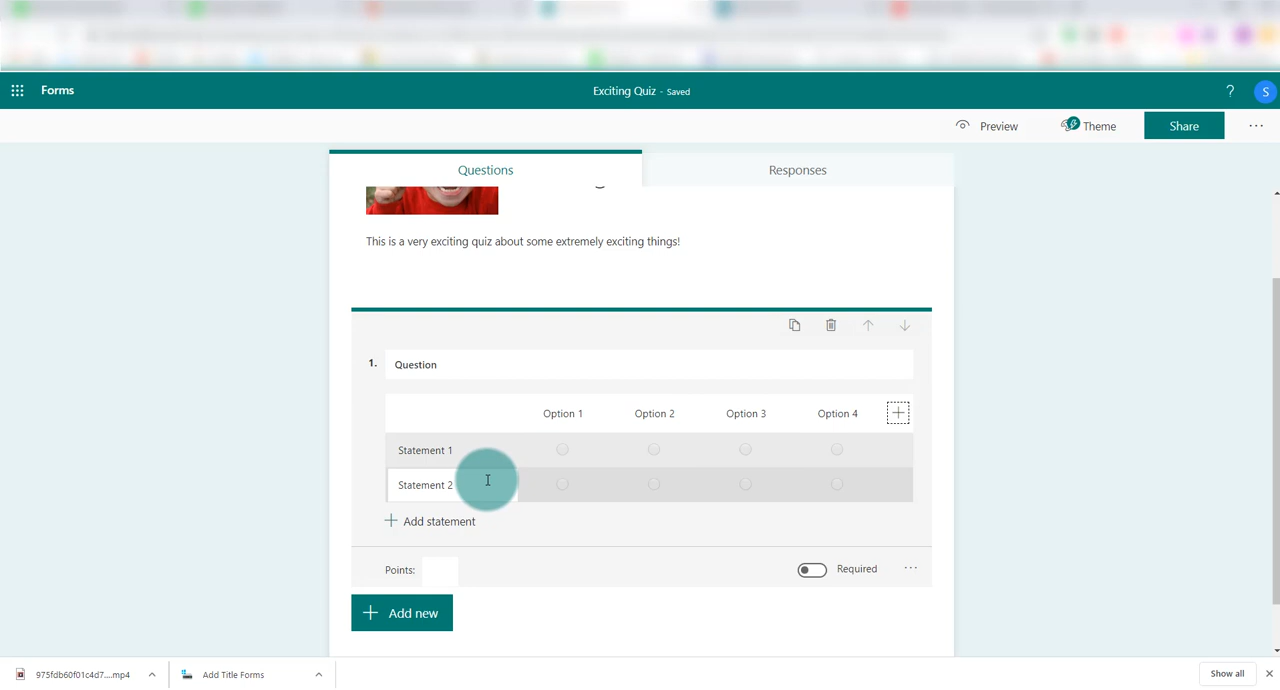 Forms
Exciting Quiz - Saved
?
S
Preview
Theme
Share
...
Questions
Responses
This is a very exciting quiz about some extremely exciting things!
1.
Question
Option 1
Option 2
Option 3
Option 4
Statement 1
Statement 2
Add statement
Points:
Required
...
Add new
975fdb60f01c4d7....mp4
Add Title Forms
Show all